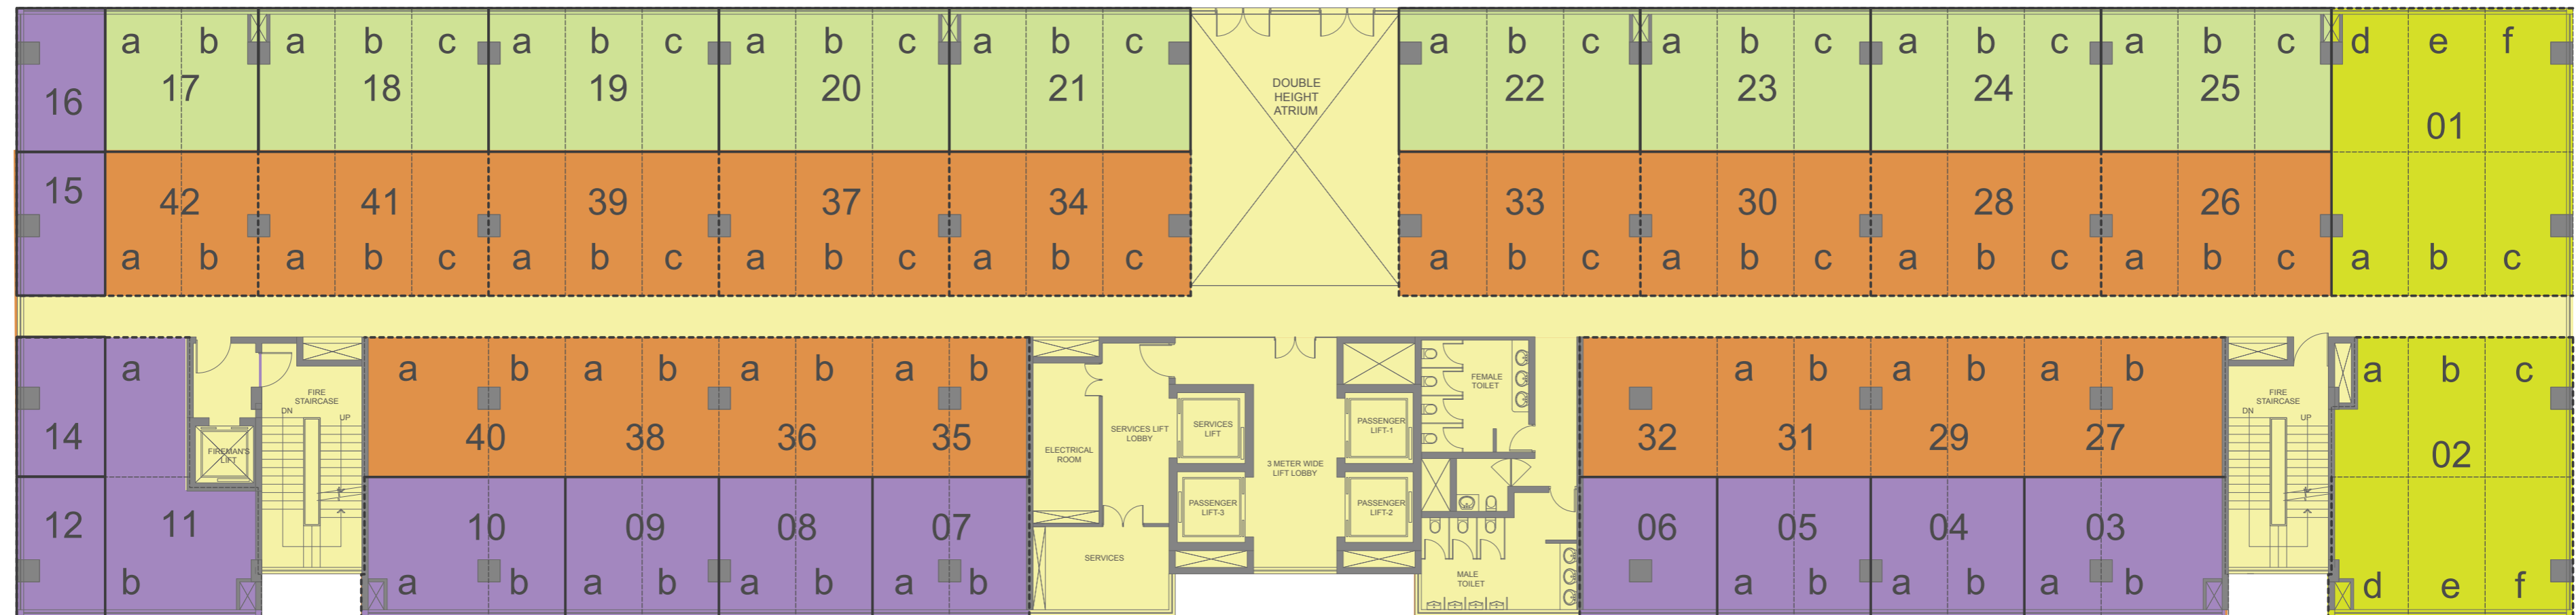 a b a b c a b c a b c a b c a b c a b c a b c a b c d e f
16 17 18 19 20 21 22 23 24 25 01
DOUBLE
HEIGHT
ATRIUM
15 42 41 39 37 34 33 30 28 26
a b a b c a b c a b c a b c a b c a b c a b c a b c a b c
a a b a b a b a b a b a b a b a b c
14 40 38 36 35 32 31 29 27 02
FIRE
STAIRCASE
DN
UP
FIREMAN'S
LIFT
ELECTRICAL
ROOM
SERVICES LIFT
LOBBY
SERVICES
LIFT
3 METER WIDE
LIFT LOBBY
PASSENGER
LIFT-1
FEMALE
TOILET
FIRE
STAIRCASE
DN
UP
PASSENGER
LIFT-3
PASSENGER
LIFT-2
12 11 10 09 08 07 06 05 04 03
SERVICES
MALE
TOILET
b a b a b a b a b a b a b a b d e f